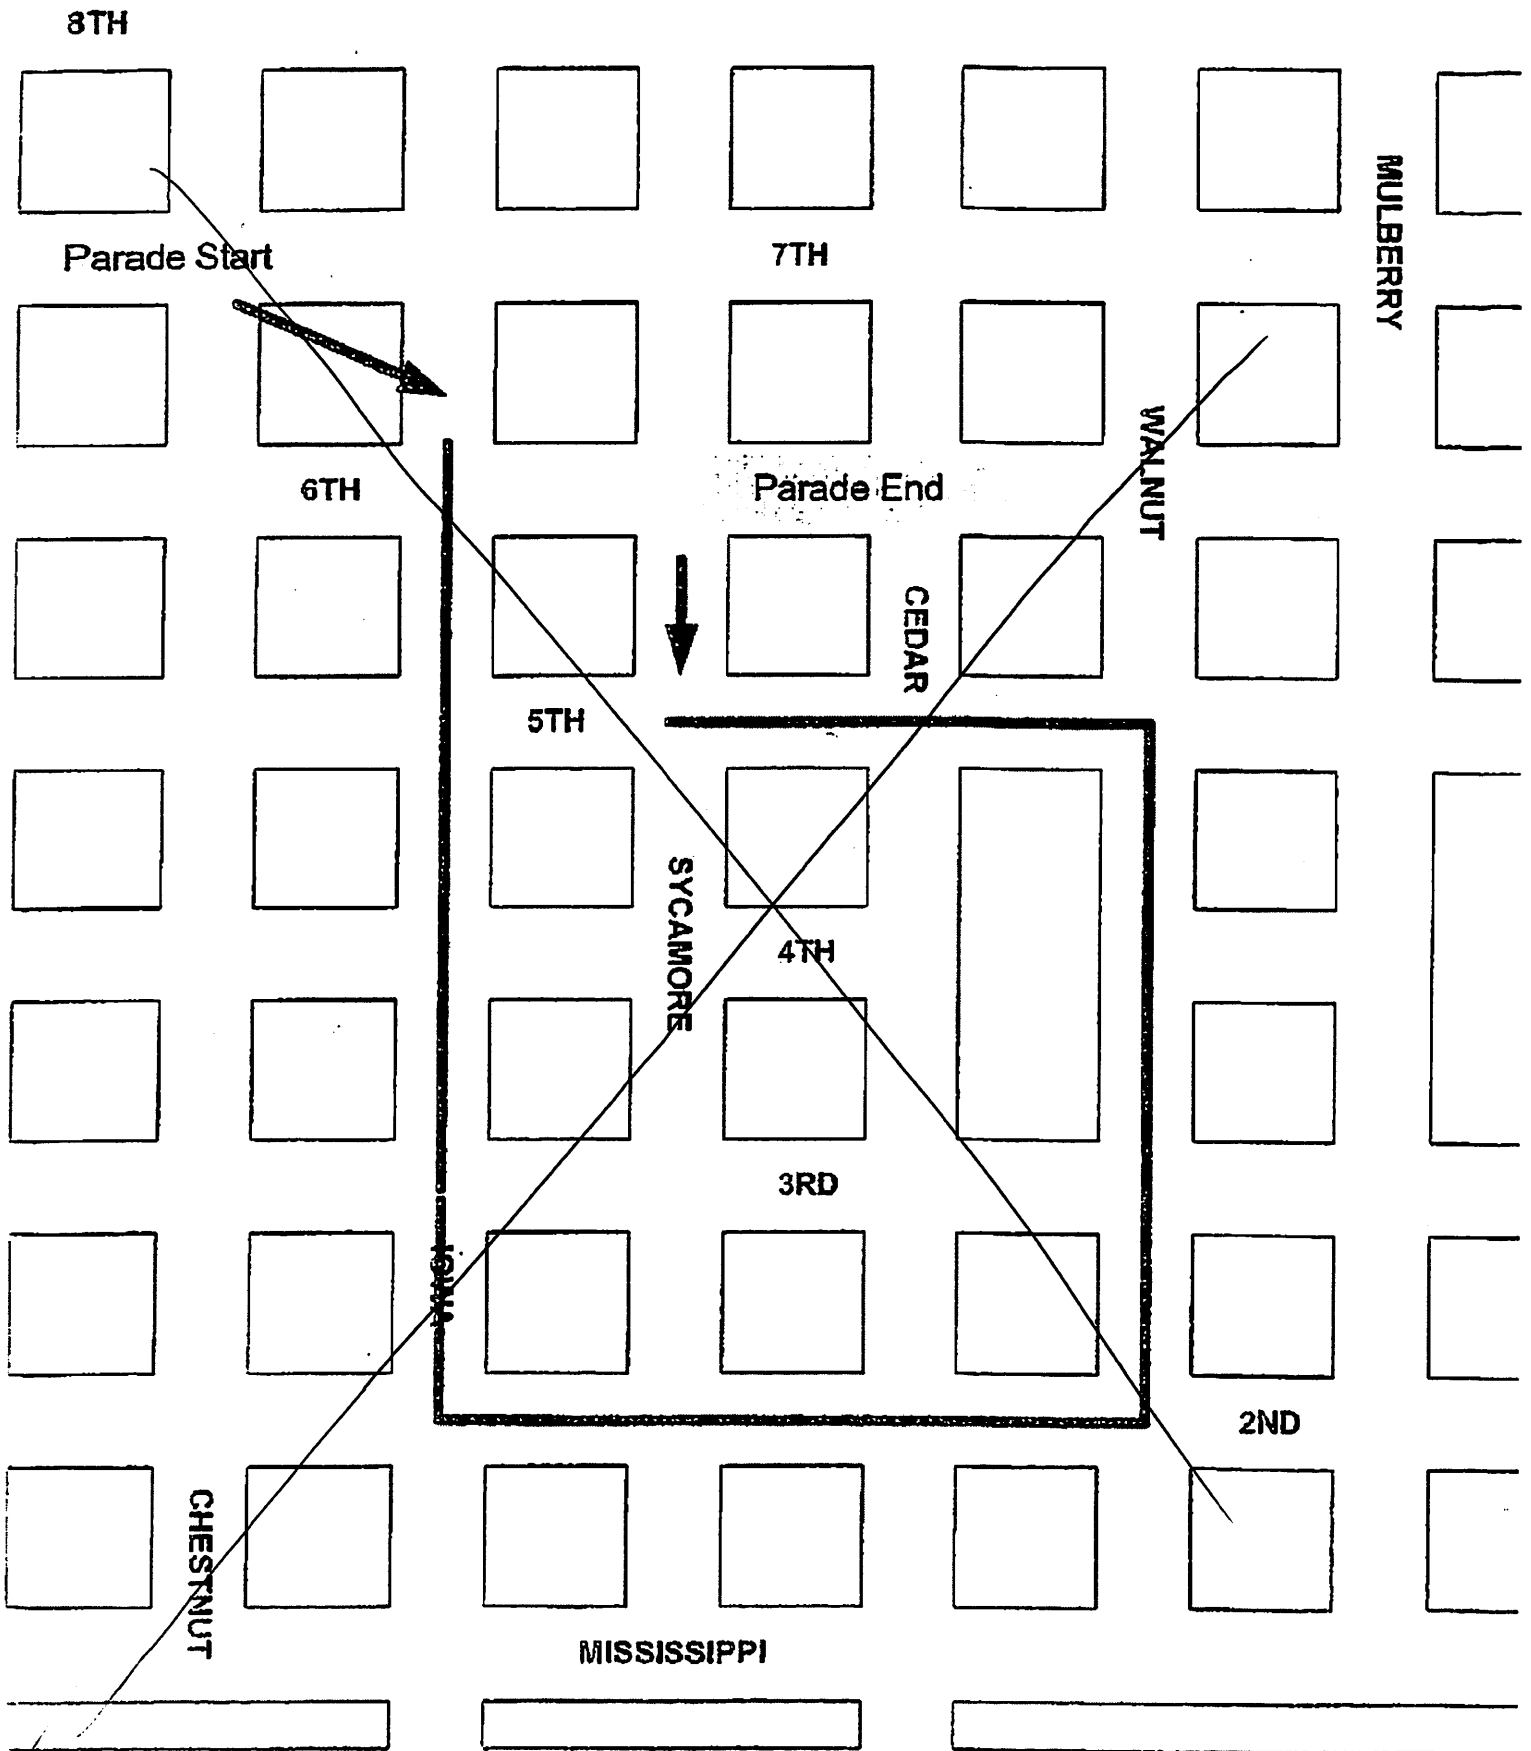 8TH
MULBERRY
Parade Start
7TH
WALNUT
6TH
Parade End
CEDAR
5TH
SYCAMORE
4TH
3RD
IOWA
2ND
CHESTNUT
MISSISSIPPI